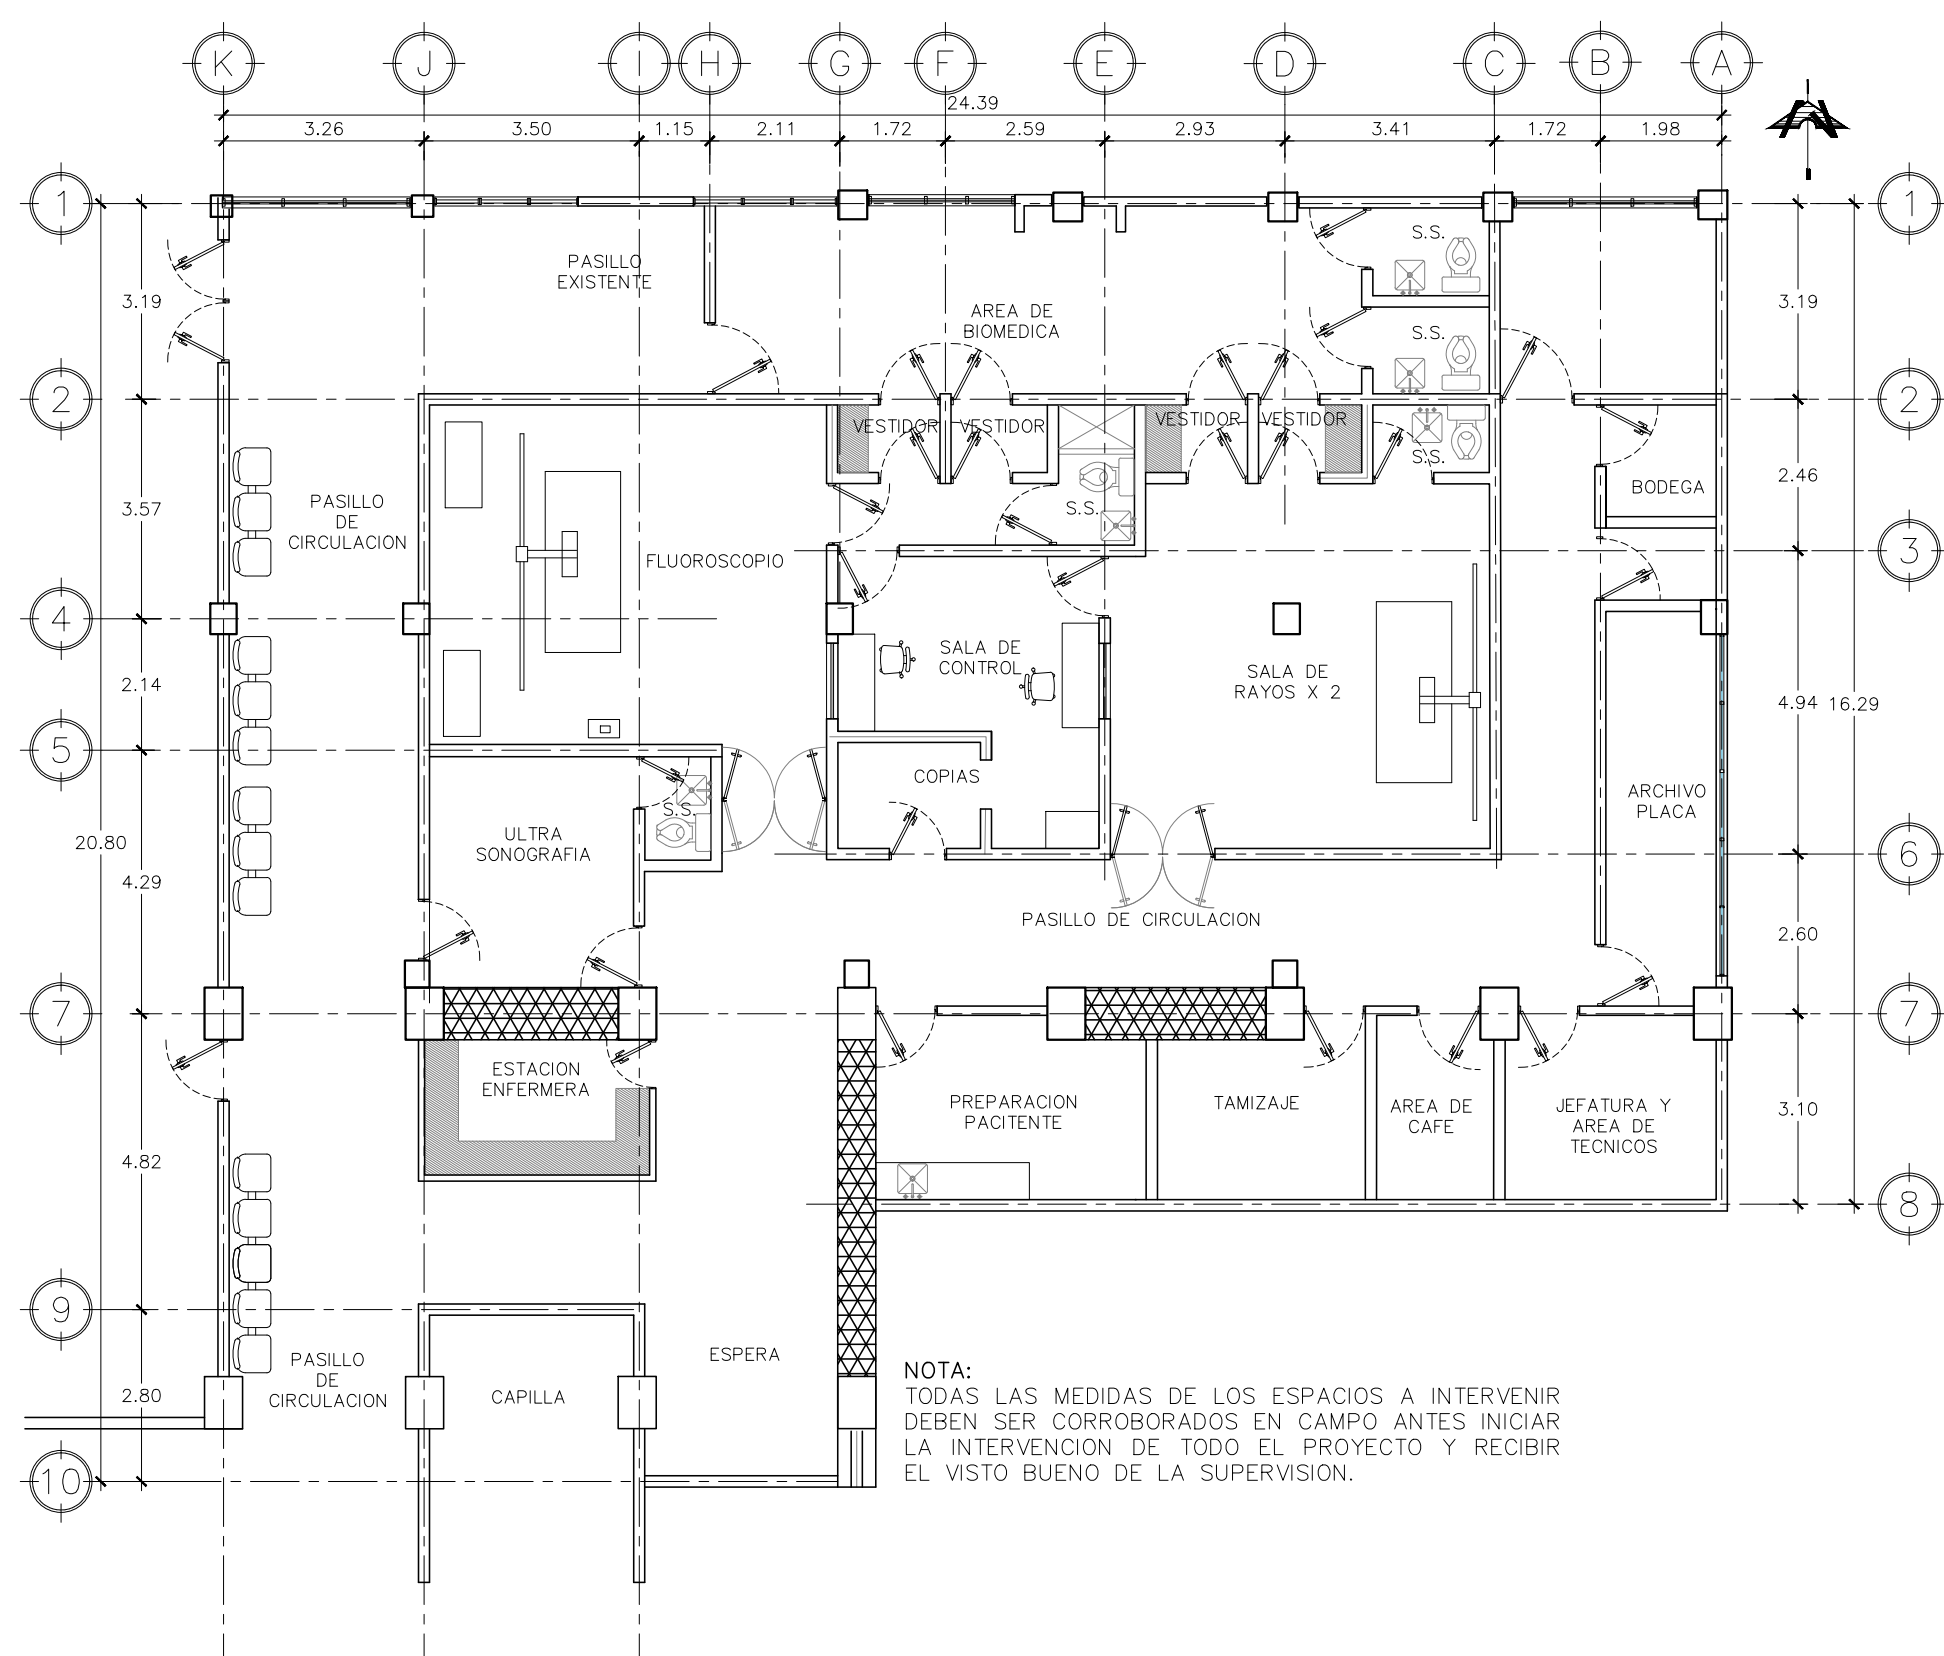 K J I H G F E D C B A
24.39
3.26 3.50 1.15 2.11 1.72 2.59 2.93 3.41 1.72 1.98
1 1
S.S.
PASILLO
EXISTENTE
3.19 3.19
AREA DE
BIOMEDICA
S.S.
2 2
VESTIDOR VESTIDOR VESTIDOR VESTIDOR
S.S.
2.46
BODEGA
PASILLO
DE
CIRCULACION
3.57
S.S.
3
FLUOROSCOPIO
4
SALA DE
CONTROL
SALA DE
RAYOS X 2
2.14
4.94 16.29
5
COPIAS
ARCHIVO
PLACA
S.S.
ULTRA
SONOGRAFIA
20.80
6
4.29
PASILLO DE CIRCULACION
2.60
7 7
ESTACION
ENFERMERA
PREPARACION
PACITENTE
TAMIZAJE
AREA DE
CAFE
JEFATURA Y
AREA DE
TECNICOS
3.10
4.82
8
9
ESPERA
PASILLO
DE
CIRCULACION
CAPILLA
2.80
10
NOTA:
TODAS LAS MEDIDAS DE LOS ESPACIOS A INTERVENIR
DEBEN SER CORROBORADOS EN CAMPO ANTES INICIAR
LA INTERVENCION DE TODO EL PROYECTO Y RECIBIR
EL VISTO BUENO DE LA SUPERVISION.